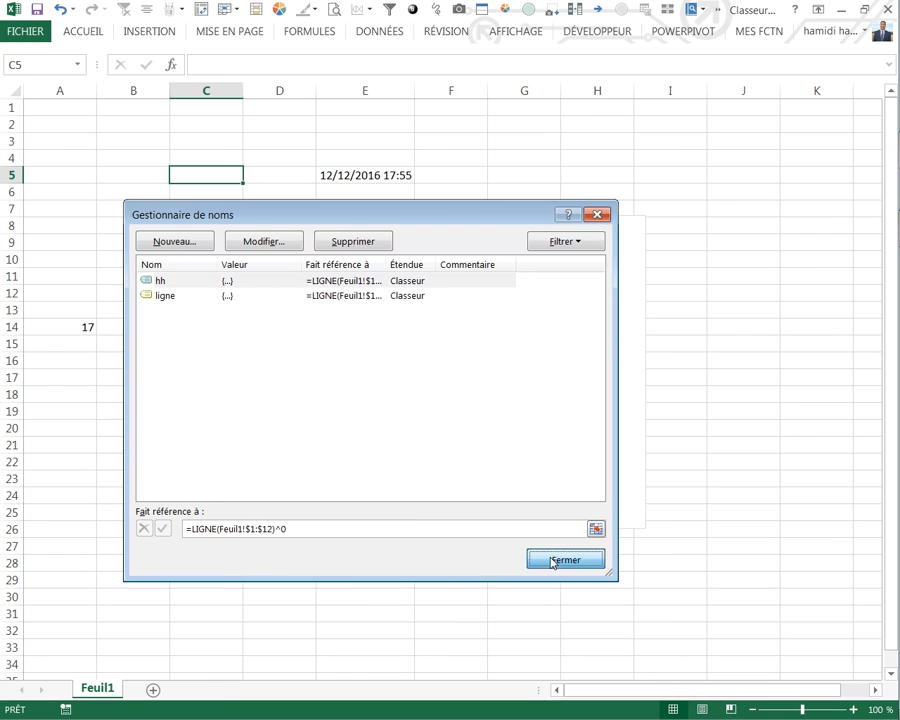 Classeur... ?
FICHIER ACCUEIL INSERTION MISE EN PAGE FORMULES DONNÉES RÉVISION AFFICHAGE DÉVELOPPEUR POWERPIVOT MES FCTN hamidi ha...
C5 fx
A B C D E F G H I J K
1
2
3
4
5 12/12/2016 17:55
6
7
8
9
10
11
12
13
14 17
15
16
17
18
19
20
21
22
23
24
25
26
27
28
29
30
31
32
33
34
Gestionnaire de noms ?
Nouveau... Modifier... Supprimer Filtrer
Nom Valeur Fait référence à Étendue Commentaire
hh {...} =LIGNE(Feuil1!$1... Classeur
ligne {...} =LIGNE(Feuil1!$1... Classeur
Fait référence à :
=LIGNE(Feuil1!$1:$12)^0
Fermer
Feuil1
PRÊT 100 %